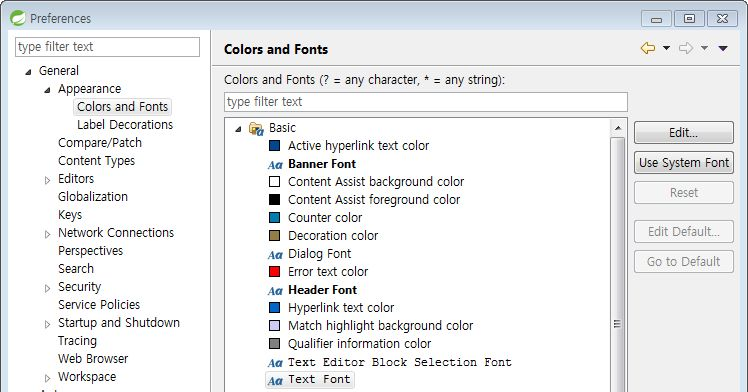 Preferences
type filter text
General
Appearance
Colors and Fonts
Label Decorations
Compare/Patch
Content Types
Editors
Globalization
Keys
Network Connections
Perspectives
Search
Security
Service Policies
Startup and Shutdown
Tracing
Web Browser
Workspace
Colors and Fonts
Colors and Fonts (? = any character, * = any string):
type filter text
Basic
Active hyperlink text color
Aa Banner Font
Content Assist background color
Content Assist foreground color
Counter color
Decoration color
Aa Dialog Font
Error text color
Aa Header Font
Hyperlink text color
Match highlight background color
Qualifier information color
Aa Text Editor Block Selection Font
Aa Text Font
Edit...
Use System Font
Reset
Edit Default...
Go to Default